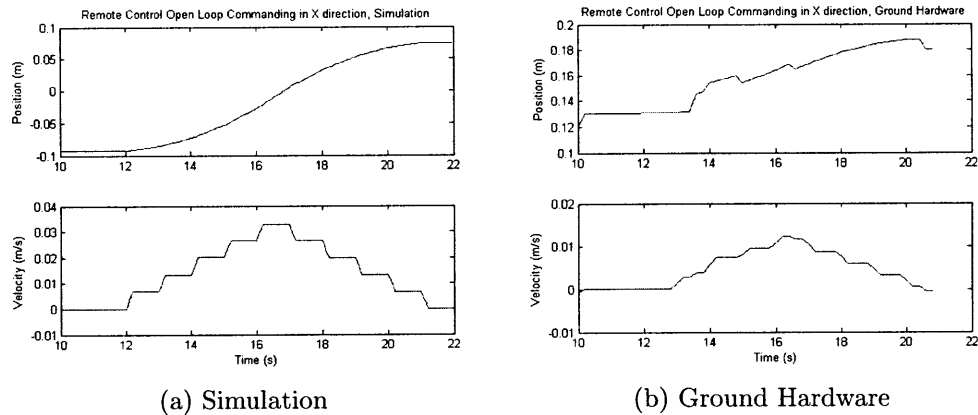 Remote Control Open Loop Commanding in X direction, Simulation
0.1
0.05
0
-0.05
-0.1
Position (m)
10 12 14 16 18 20 22
0.04
0.03
0.02
0.01
0
-0.01
Velocity (m/s)
10 12 14 16 18 20 22
Time (s)
(a) Simulation
Remote Control Open Loop Commanding in X direction, Ground Hardware
0.2
0.18
0.16
0.14
0.12
0.1
Position (m)
10 12 14 16 18 20 22
0.02
0.01
0
-0.01
Velocity (m/s)
10 12 14 16 18 20 22
Time (s)
(b) Ground Hardware